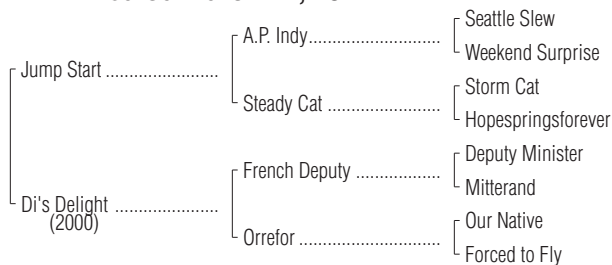 Seattle Slew
A.P. Indy
Weekend Surprise
Jump Start
Storm Cat
Steady Cat
Hopespringsforever
Deputy Minister
French Deputy
Mitterand
Di's Delight
(2000)
Our Native
Orrefor
Forced to Fly